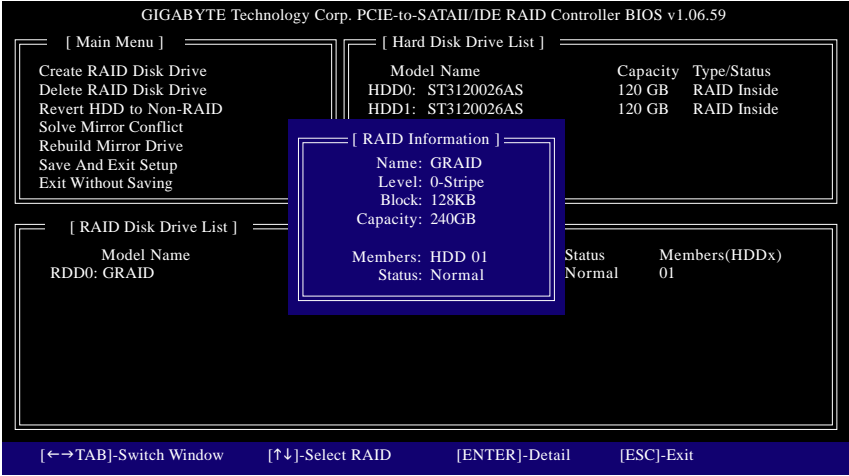 GIGABYTE Technology Corp. PCIE-to-SATAII/IDE RAID Controller BIOS v1.06.59
[ Main Menu ]
Create RAID Disk Drive
Delete RAID Disk Drive
Revert HDD to Non-RAID
Solve Mirror Conflict
Rebuild Mirror Drive
Save And Exit Setup
Exit Without Saving
[ Hard Disk Drive List ]
Model Name Capacity Type/Status
HDD0: ST3120026AS 120 GB RAID Inside
HDD1: ST3120026AS 120 GB RAID Inside
[ RAID Information ]
Name: GRAID
Level: 0-Stripe
Block: 128KB
Capacity: 240GB
Members: HDD 01
Status: Normal
[ RAID Disk Drive List ]
Model Name Status Members(HDDx)
RDD0: GRAID Normal 01
[←→TAB]-Switch Window [↑↓]-Select RAID [ENTER]-Detail [ESC]-Exit